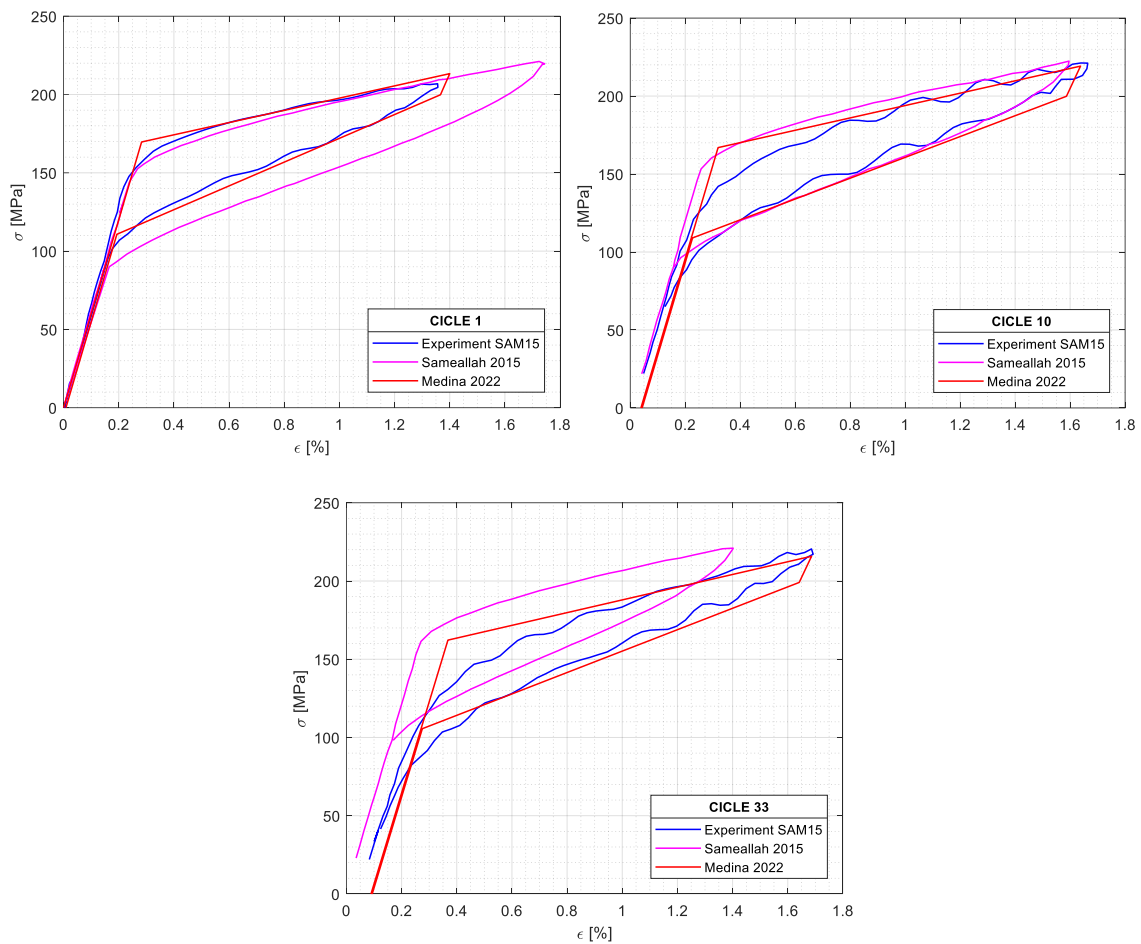 250
200
150
100
50
0
σ [MPa]
0 0.2 0.4 0.6 0.8 1 1.2 1.4 1.6 1.8
ϵ [%]
CICLE 1
Experiment SAM15
Sameallah 2015
Medina 2022
250
200
150
100
50
0
σ [MPa]
0 0.2 0.4 0.6 0.8 1.0 1.2 1.4 1.6 1.8
ϵ [%]
CICLE 10
Experiment SAM15
Sameallah 2015
Medina 2022
250
200
150
100
50
0
σ [MPa]
0 0.2 0.4 0.6 0.8 1 1.2 1.4 1.6 1.8
ϵ [%]
CICLE 33
Experiment SAM15
Sameallah 2015
Medina 2022